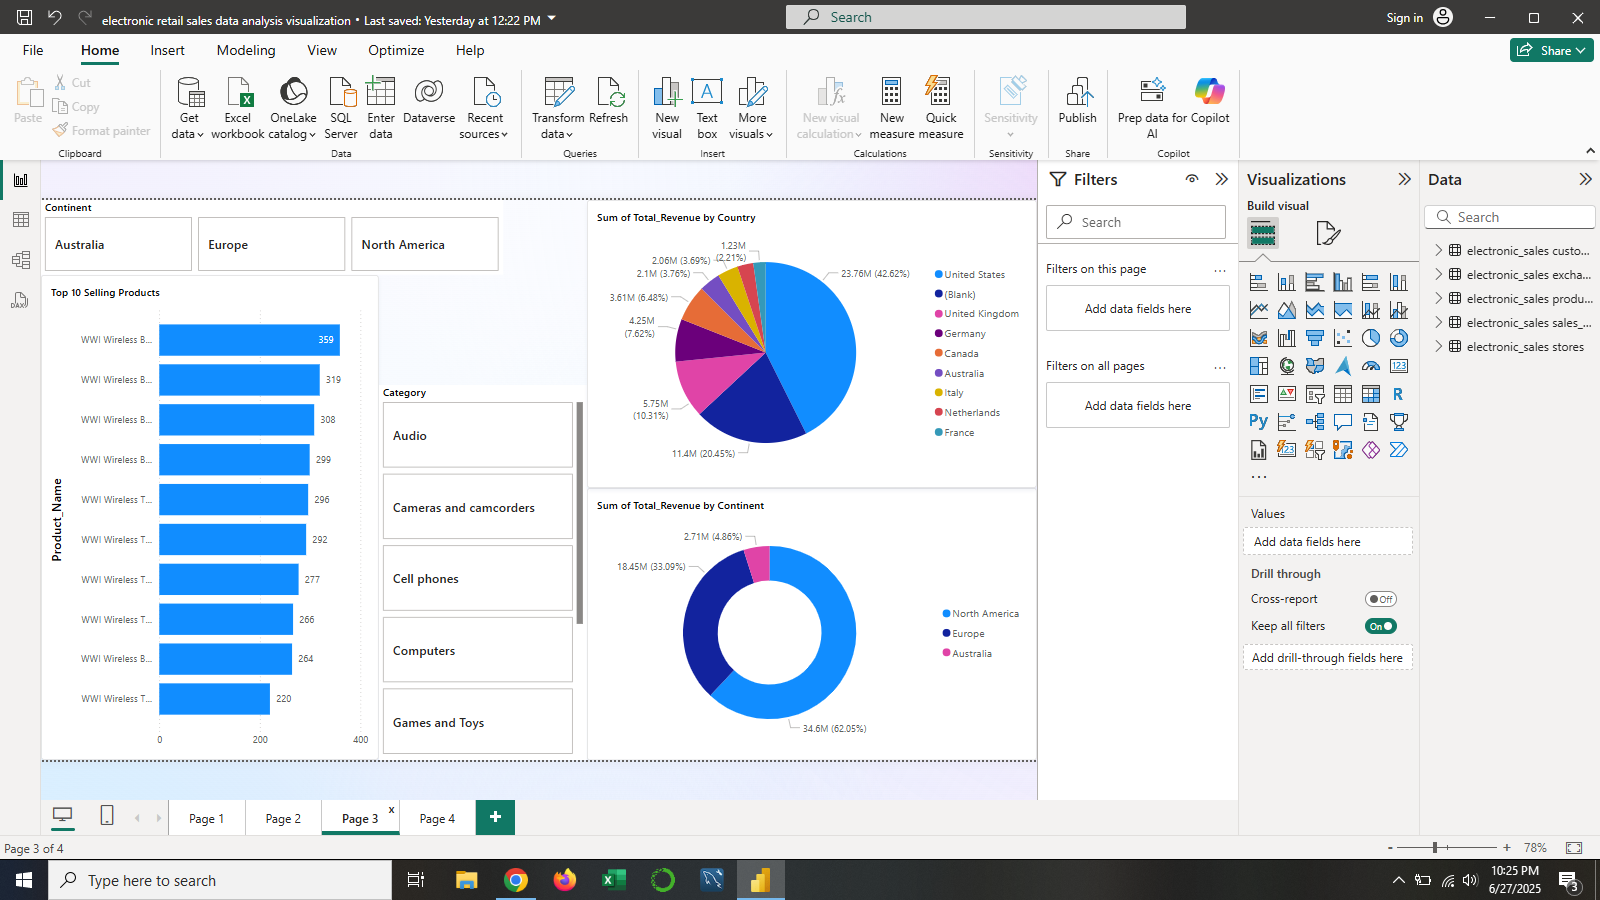 electronic retail sales data analysis visualization • Last saved: Yesterday at 12:22 PM
Search
Sign in
File
Home
Insert
Modeling
View
Optimize
Help
Share
Paste
Cut
Copy
Format painter
Clipboard
Get data
Excel workbook
OneLake catalog
SQL Server
Enter data
Dataverse
Recent sources
Data
Transform data
Refresh
Queries
New visual
Text box
More visuals
Insert
New visual calculation
New measure
Quick measure
Calculations
Sensitivity
Sensitivity
Publish
Share
Prep data for AI
Copilot
Copilot
Continent
Australia
Europe
North America
Top 10 Selling Products
Product_Name
WWI Wireless B... 359
WWI Wireless B... 319
WWI Wireless B... 308
WWI Wireless B... 299
WWI Wireless T... 296
WWI Wireless T... 292
WWI Wireless T... 277
WWI Wireless T... 266
WWI Wireless B... 264
WWI Wireless T... 220
0 200 400
Category
Audio
Cameras and camcorders
Cell phones
Computers
Games and Toys
Sum of Total_Revenue by Country
1.23M (2.21%)
2.06M (3.69%)
2.1M (3.76%)
3.61M (6.48%)
4.25M (7.62%)
5.75M (10.31%)
11.4M (20.45%)
23.76M (42.62%)
United States
(Blank)
United Kingdom
Germany
Canada
Australia
Italy
Netherlands
France
Sum of Total_Revenue by Continent
2.71M (4.86%)
18.45M (33.09%)
34.6M (62.05%)
North America
Europe
Australia
Filters
Search
Filters on this page
Add data fields here
Filters on all pages
Add data fields here
Visualizations
Build visual
123
R
Py
Values
Add data fields here
Drill through
Cross-report Off
Keep all filters On
Add drill-through fields here
Data
Search
electronic_sales custo...
electronic_sales excha...
electronic_sales produ...
electronic_sales sales_...
electronic_sales stores
Page 1
Page 2
Page 3
Page 4
Page 3 of 4
78%
Type here to search
10:25 PM
6/27/2025
3